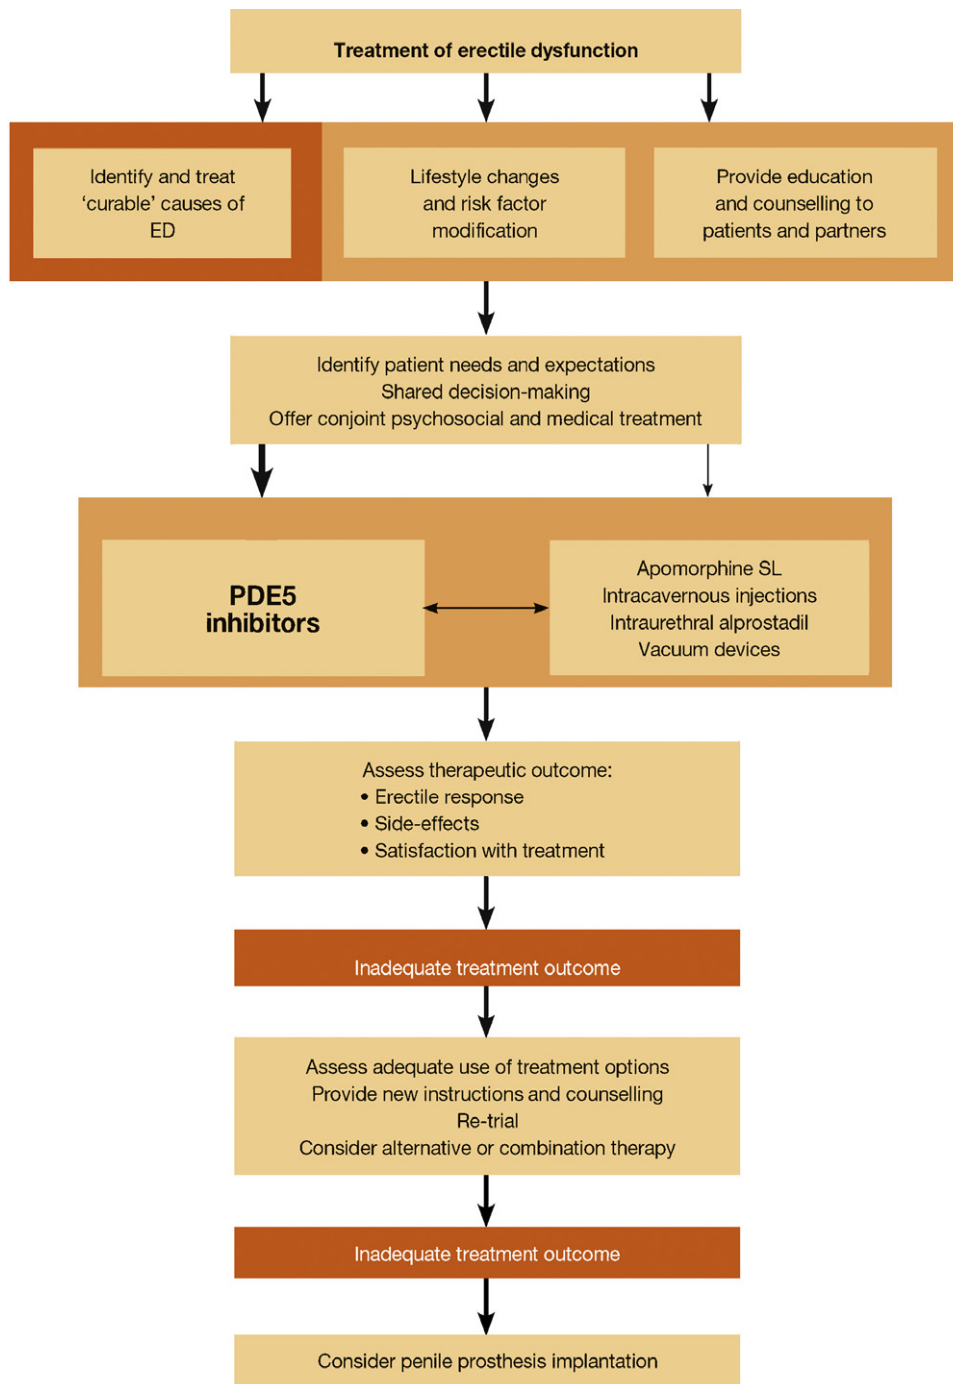 Treatment of erectile dysfunction
Identify and treat
‘curable’ causes of
ED
Lifestyle changes
and risk factor
modification
Provide education
and counselling to
patients and partners
Identify patient needs and expectations
Shared decision-making
Offer conjoint psychosocial and medical treatment
PDE5
inhibitors
Apomorphine SL
Intracavernous injections
Intraurethral alprostadil
Vacuum devices
Assess therapeutic outcome:
• Erectile response
• Side-effects
• Satisfaction with treatment
Inadequate treatment outcome
Assess adequate use of treatment options
Provide new instructions and counselling
Re-trial
Consider alternative or combination therapy
Inadequate treatment outcome
Consider penile prosthesis implantation